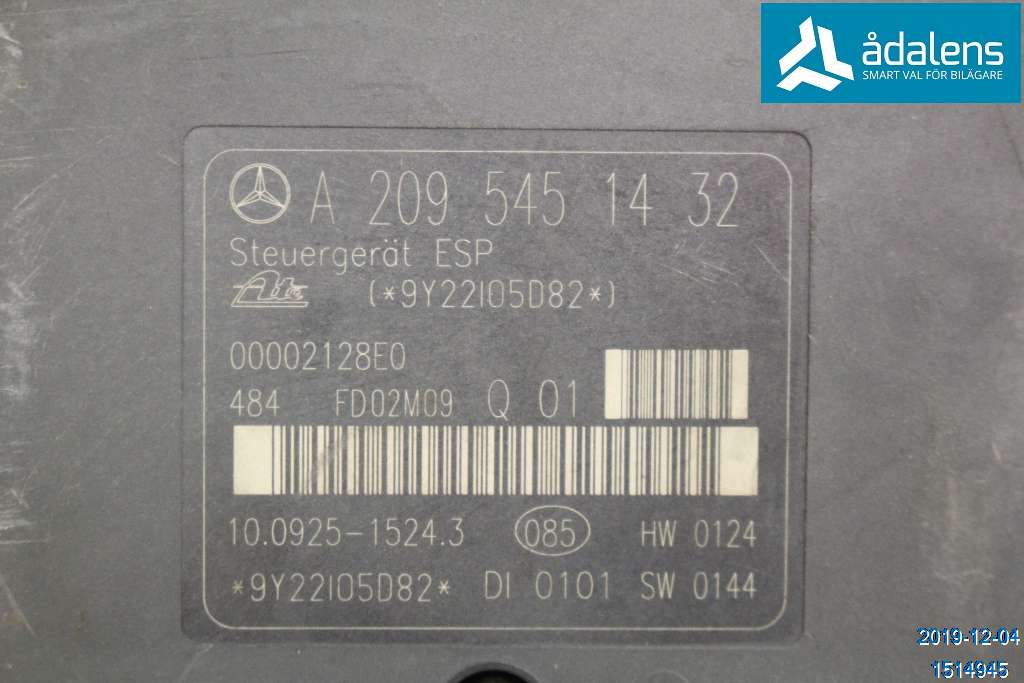 ådalens
SMART VAL FÖR BILÄGARE
A 209 545 14 32
Steuergerät ESP
Ate (*9Y22I05D82*)
00002128E0
484 FD02M09 Q 01
10.0925-1524.3 085 HW 0124
*9Y22I05D82* DI 0101 SW 0144
2019-12-04
1514945